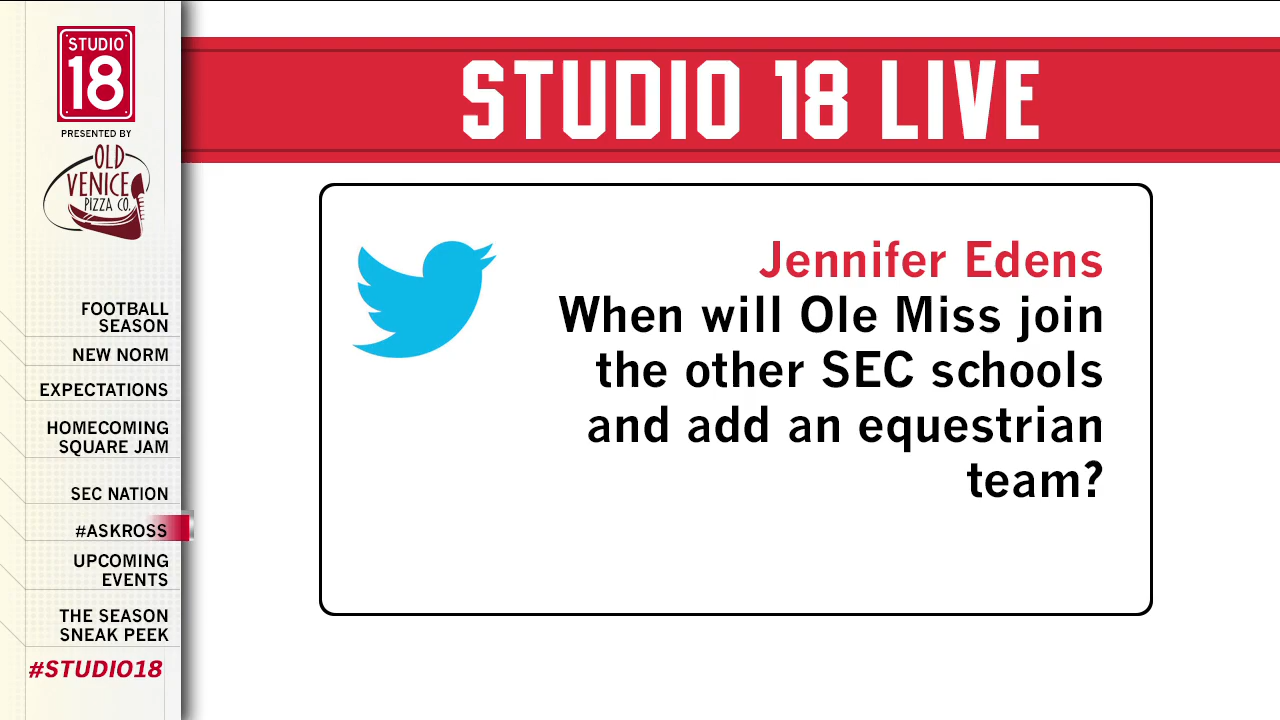 STUDIO
18
PRESENTED BY
OLD
VENICE
PIZZA CO.
FOOTBALL
SEASON
NEW NORM
EXPECTATIONS
HOMECOMING
SQUARE JAM
SEC NATION
#ASKROSS
UPCOMING
EVENTS
THE SEASON
SNEAK PEEK
#STUDIO18
STUDIO 18 LIVE
Jennifer Edens
When will Ole Miss join
the other SEC schools
and add an equestrian
team?